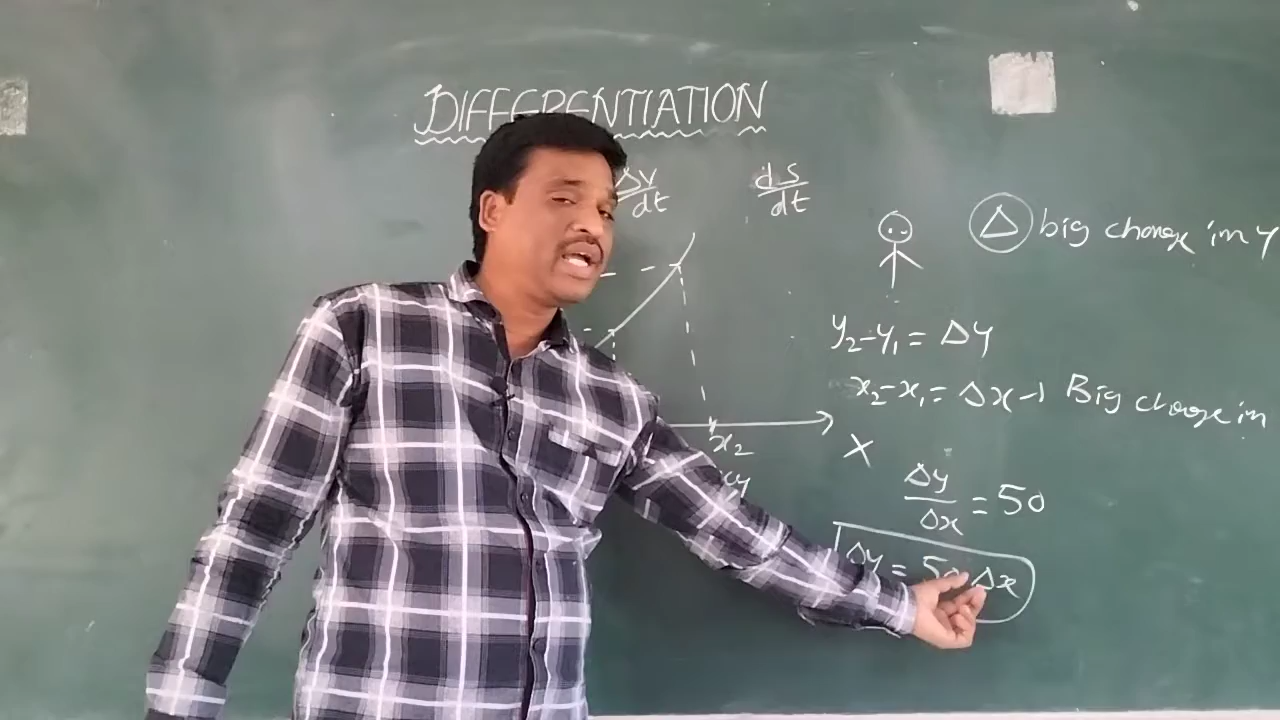 DIFFERENTIATION
ΔV/dt dS/dt
Δ big change in Y
y₂-y₁ = ΔY
x₂-x₁ = Δx → Big change in
x₂
X
Δy/Δx = 50
ΔY = 50 Δx